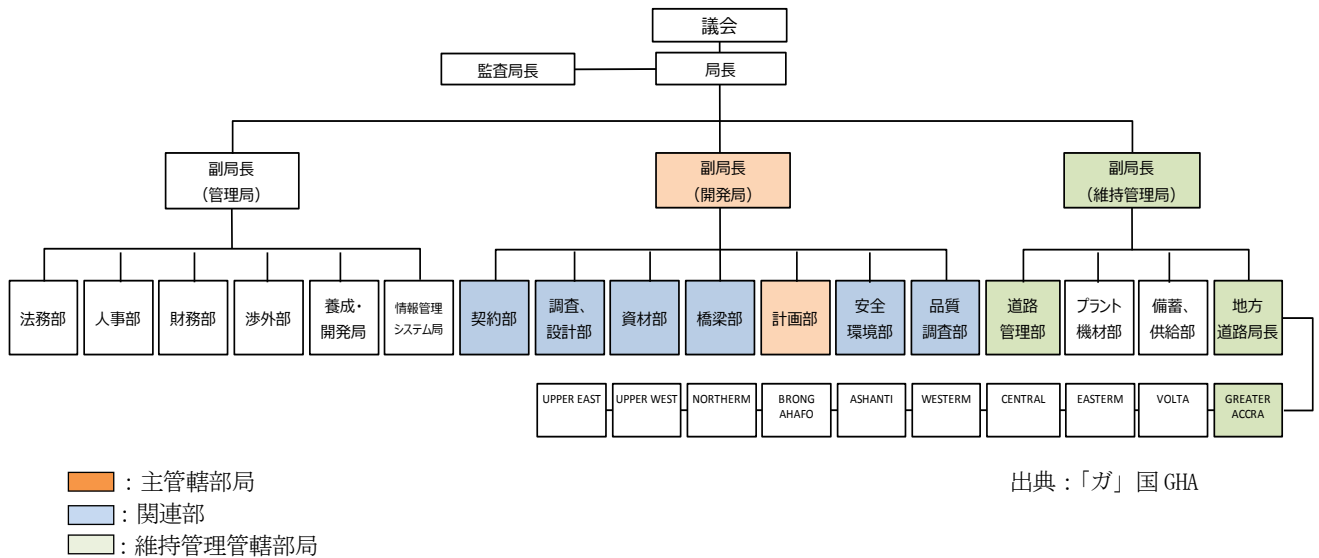 議会
監査局長
局長
副局長
（管理局）
副局長
（開発局）
副局長
（維持管理局）
法務部
人事部
財務部
渉外部
養成・
開発局
情報管理
システム局
契約部
調査、
設計部
資材部
橋梁部
計画部
安全
環境部
品質
調査部
道路
管理部
プラント
機材部
備蓄、
供給部
地方
道路局長
UPPER EAST
UPPER WEST
NORTHERM
BRONG
AHAFO
ASHANTI
WESTERM
CENTRAL
EASTERM
VOLTA
GREATER
ACCRA
：主管轄部局
：関連部
：維持管理管轄部局
出典：「ガ」国 GHA